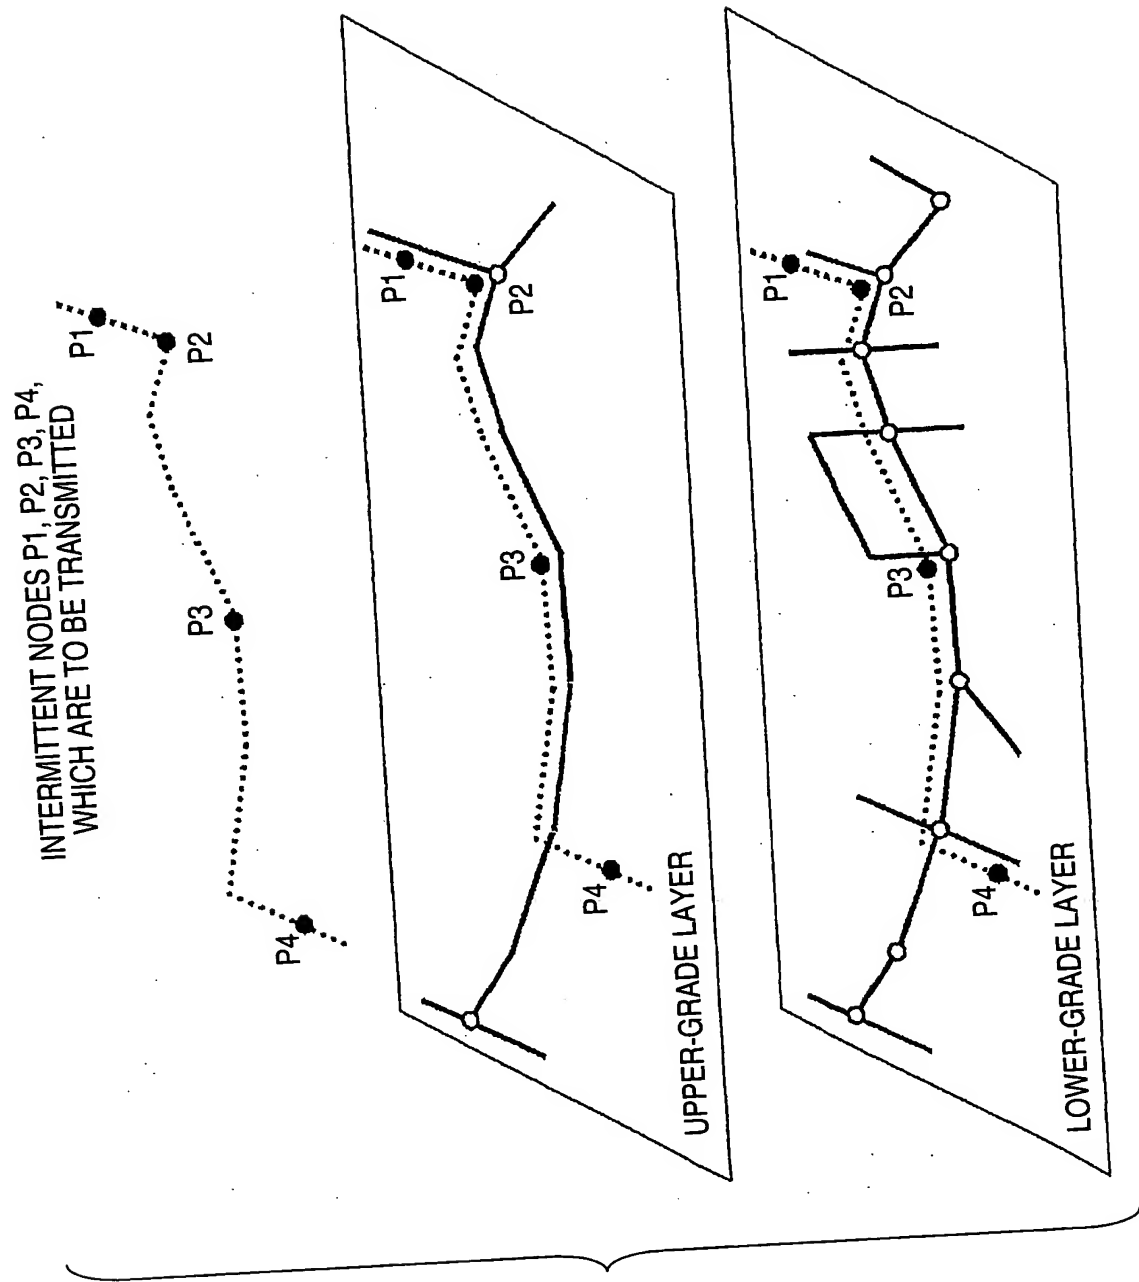 INTERMITTENT NODES P1, P2, P3, P4,
WHICH ARE TO BE TRANSMITTED
P4
P3
P1
P2
P4
P3
P1
P2
UPPER-GRADE LAYER
P4
P3
P1
P2
LOWER-GRADE LAYER